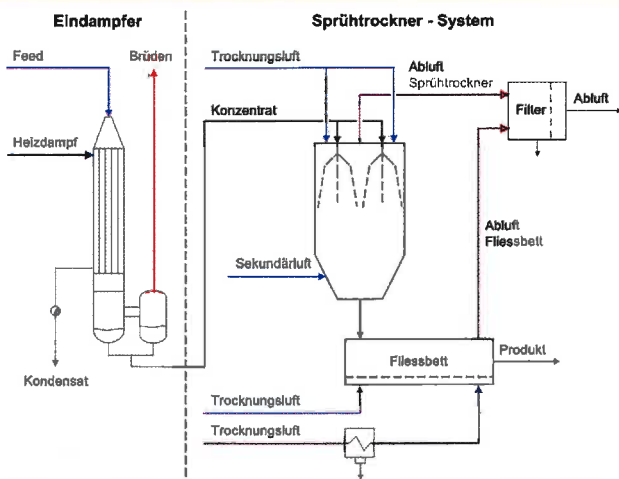 Eindampfer
Sprühtrockner - System
Feed
Brüden
Trocknungsluft
Abluft
Sprühtrockner
Filter
Abluft
Konzentrat
Heizdampf
Abluft
Fliessbett
Sekundärluft
Fliessbett
Produkt
Kondensat
Trocknungsluft
Trocknungsluft